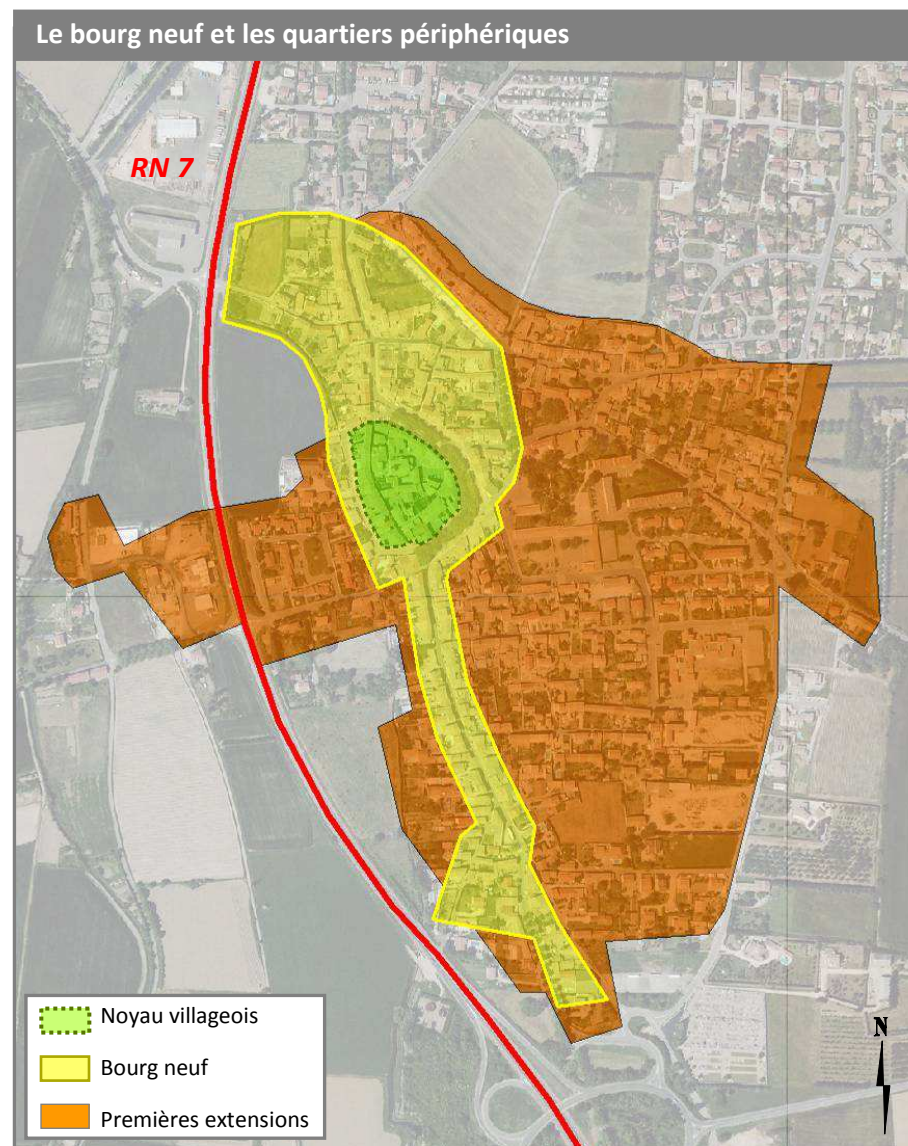 Le bourg neuf et les quartiers périphériques
RN 7
Noyau villageois
Bourg neuf
Premières extensions
N